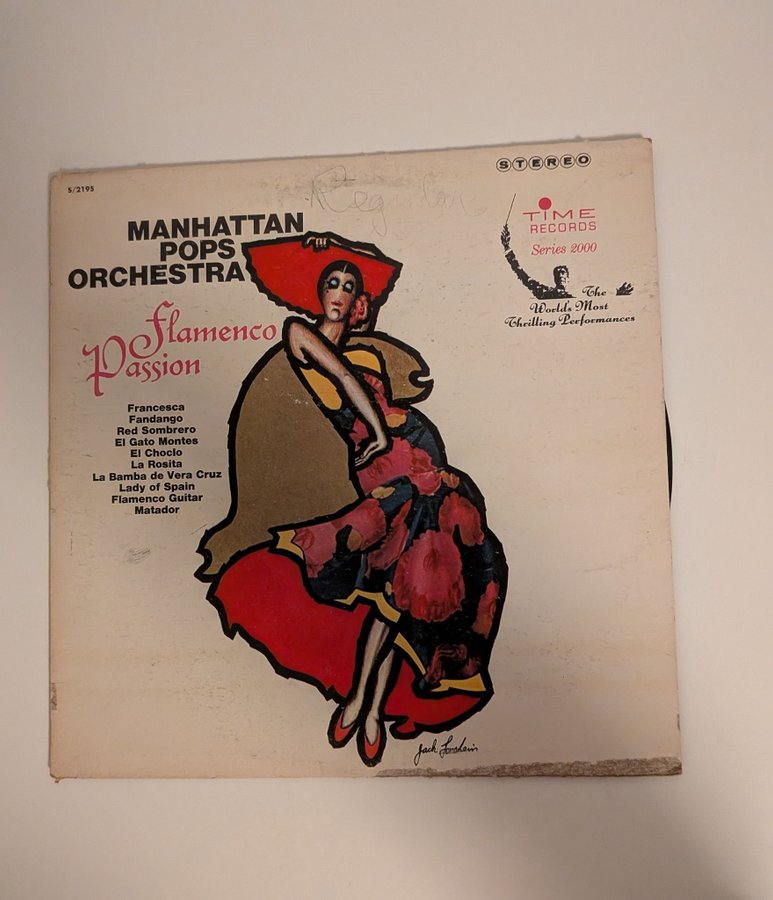 S/2195
STEREO
MANHATTAN
POPS
ORCHESTRA
Flamenco
Passion
Francesca
Fandango
Red Sombrero
El Gato Montes
El Choclo
La Rosita
La Bamba de Vera Cruz
Lady of Spain
Flamenco Guitar
Matador
TIME
RECORDS
Series 2000
The
World's Most
Thrilling Performances
Jack